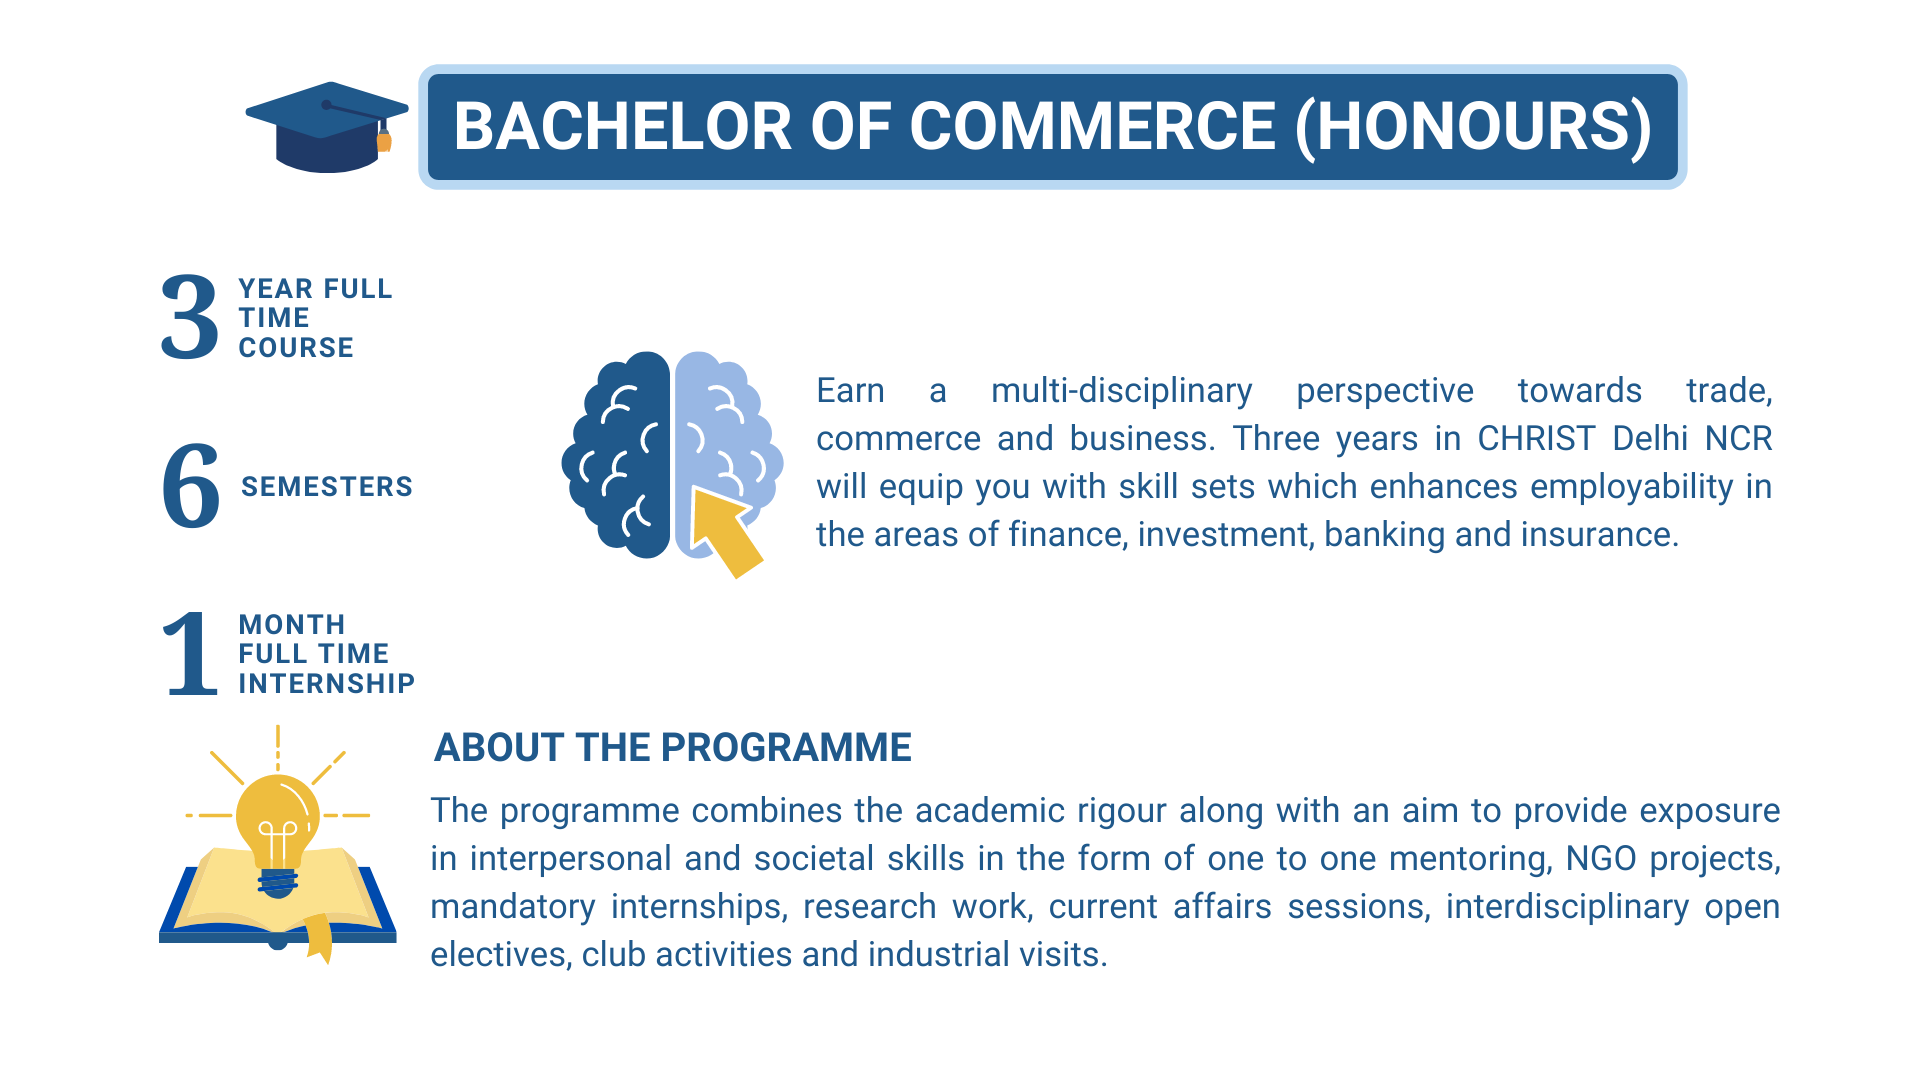 BACHELOR OF COMMERCE (HONOURS)
3 YEAR FULL
TIME
COURSE
6 SEMESTERS
1 MONTH
FULL TIME
INTERNSHIP
Earn a multi-disciplinary perspective towards trade,
commerce and business. Three years in CHRIST Delhi NCR
will equip you with skill sets which enhances employability in
the areas of finance, investment, banking and insurance.
ABOUT THE PROGRAMME
The programme combines the academic rigour along with an aim to provide exposure
in interpersonal and societal skills in the form of one to one mentoring, NGO projects,
mandatory internships, research work, current affairs sessions, interdisciplinary open
electives, club activities and industrial visits.